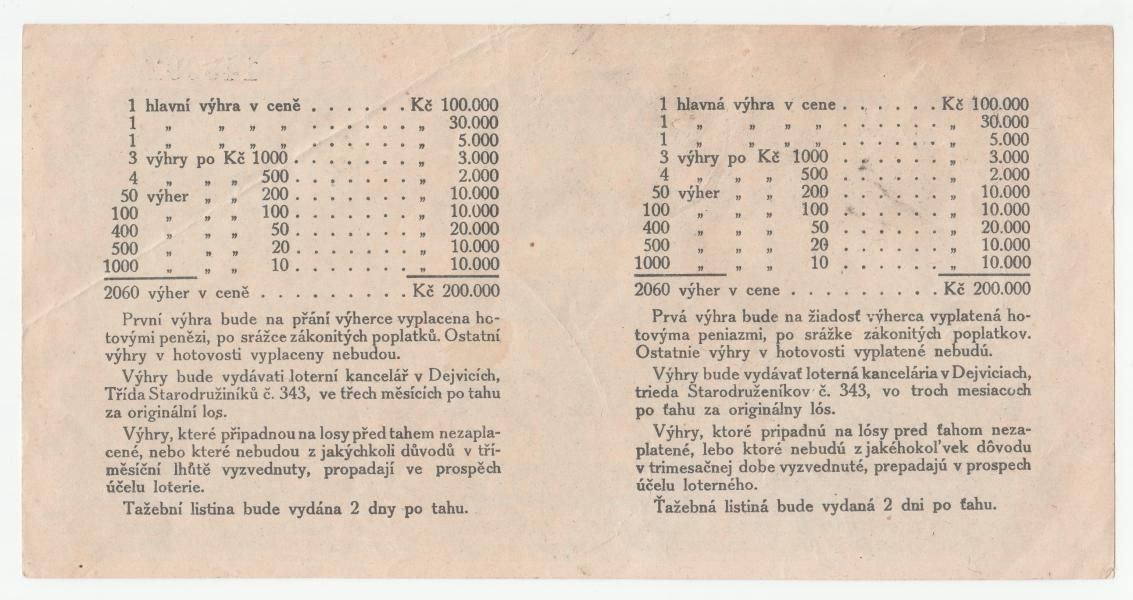 1 hlavní výhra v ceně . . . . . . Kč 100.000
1 „ „ „ „ . . . . . . „ 30.000
1 „ „ „ „ . . . . . . „ 5.000
3 výhry po Kč 1000 . . . . . . „ 3.000
4 „ „ „ 500 . . . . . . „ 2.000
50 výher „ „ 200 . . . . . . „ 10.000
100 „ „ „ 100 . . . . . . „ 10.000
400 „ „ „ 50 . . . . . . „ 20.000
500 „ „ „ 20 . . . . . . „ 10.000
1000 „ „ „ 10 . . . . . . „ 10.000
2060 výher v ceně . . . . . . . . . Kč 200.000
První výhra bude na přání výherce vyplacena ho-
tovými penězi, po srážce zákonitých poplatků. Ostatní
výhry v hotovosti vyplaceny nebudou.
Výhry bude vydávati loterní kancelář v Dejvicích,
Třída Starodružiníků č. 343, ve třech měsících po tahu
za originální los.
Výhry, které připadnou na losy před tahem nezapla-
cené, nebo které nebudou z jakýchkoli důvodů v tří-
měsíční lhůtě vyzvednuty, propadají ve prospěch
účelu loterie.
Tažební listina bude vydána 2 dny po tahu.
1 hlavná výhra v cene . . . . . . Kč 100.000
1 „ „ „ „ . . . . . . „ 30.000
1 „ „ „ „ . . . . . . „ 5.000
3 výhry po Kč 1000 . . . . . . „ 3.000
4 „ „ „ 500 . . . . . . „ 2.000
50 výher „ „ 200 . . . . . . „ 10.000
100 „ „ „ 100 . . . . . . „ 10.000
400 „ „ „ 50 . . . . . . „ 20.000
500 „ „ „ 20 . . . . . . „ 10.000
1000 „ „ „ 10 . . . . . . „ 10.000
2060 výher v cene . . . . . . . . . Kč 200.000
Prvá výhra bude na žiadosť výherca vyplatená ho-
tovýma peniazmi, po srážke zákonitých poplatkov.
Ostatnie výhry v hotovosti vyplatené nebudú.
Výhry bude vydávať loterná kancelária v Dejviciach,
trieda Starodruženíkov č. 343, vo troch mesiacoch
po ťahu za originálny lós.
Výhry, ktoré pripadnú na lósy pred ťahom neza-
platené, lebo ktoré nebudú z jakéhokoľvek dôvodu
v trimesačnej dobe vyzvednuté, prepadajú v prospech
účelu loterného.
Ťažebná listiná bude vydaná 2 dni po ťahu.